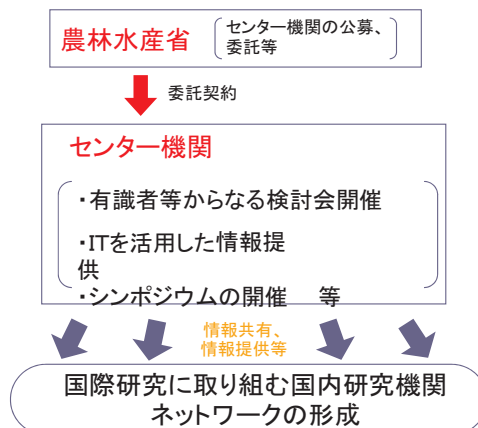 農林水産省
センター機関の公募、
委託等
委託契約
センター機関
・有識者等からなる検討会開催
・ITを活用した情報提
供
・シンポジウムの開催　等
情報共有、
情報提供等
国際研究に取り組む国内研究機関
ネットワークの形成